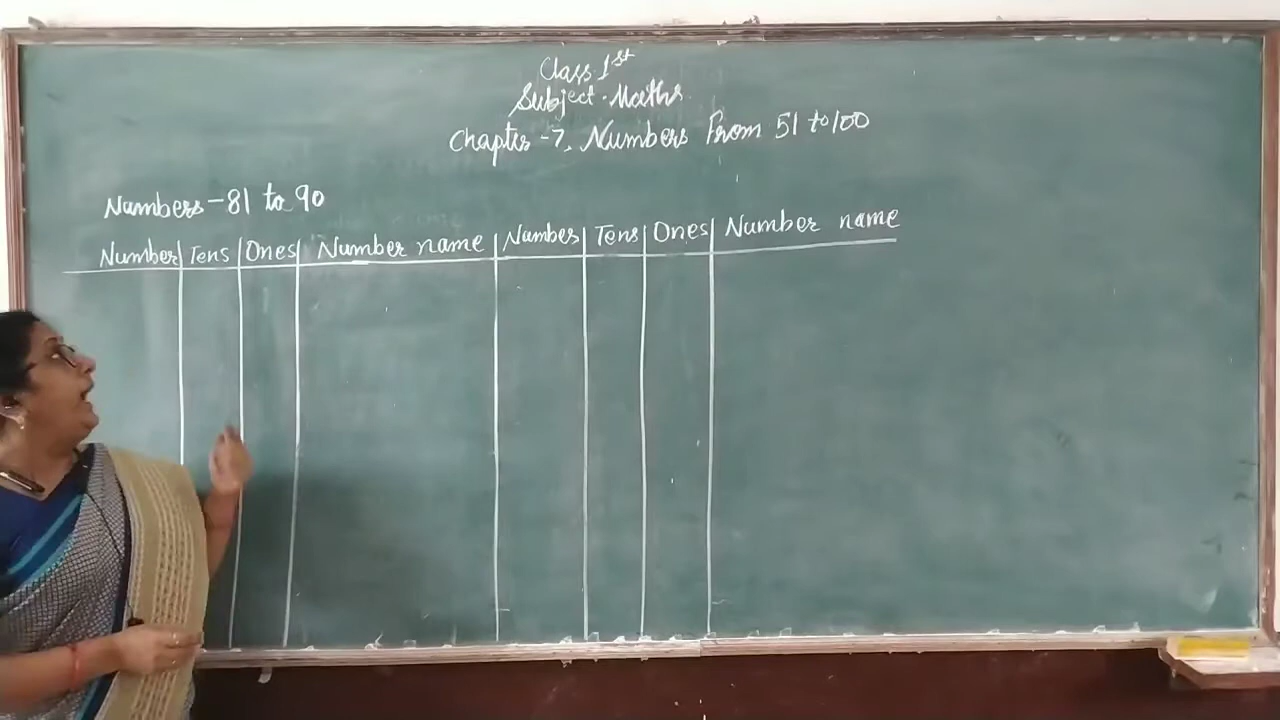 Class 1st
Subject - Maths
Chapter -7, Numbers From 51 to 100
Numbers - 81 to 90
Number Tens Ones Number name Number Tens Ones Number name